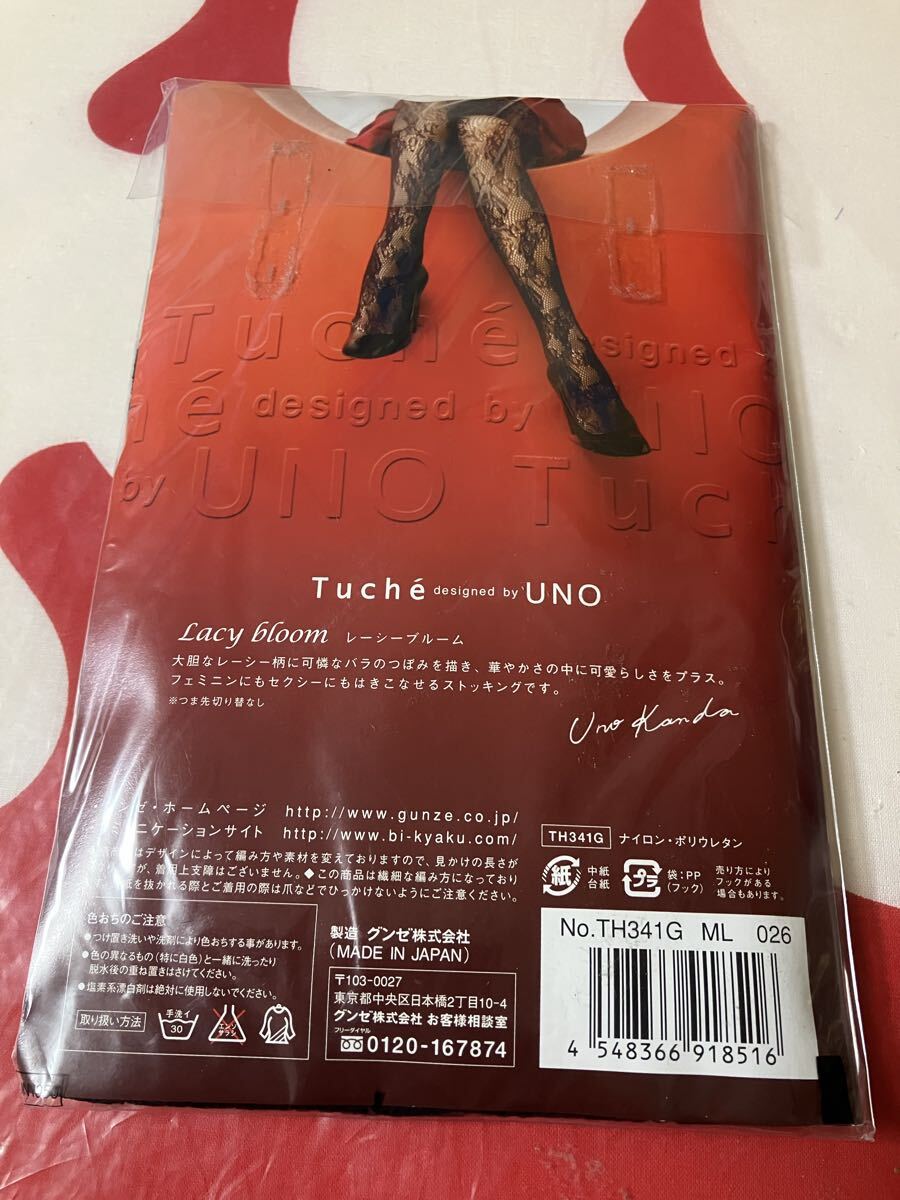 Tuché designed
é designed by UNO
by UNO Tuch
Tuché designed by UNO
Lacy bloom レーシーブルーム
大胆なレーシー柄に可憐なバラのつぼみを描き、華やかさの中に可愛らしさをプラス。
フェミニンにもセクシーにもはきこなせるストッキングです。
※つま先切り替なし
Uno Kanda
ンゼ・ホームページ http://www.gunze.co.jp/
ミュニケーションサイト http://www.bi-kyaku.com/
はデザインによって編み方や素材を変えておりますので、見かけの長さが
が、着用上支障はございません。◆この商品は繊細な編み方になっており
紙を抜かれる際とご着用の際は爪などでひっかけないようにご注意ください。
TH341G ナイロン・ポリウレタン
紙 中紙 台紙
プラ 袋:PP (フック)
売り方により
フックがある
場合もあります。
色おちのご注意
●つけ置き洗いや洗剤により色おちする事があります。
●色の異なるもの(特に白色)と一緒に洗ったり
脱水後の重ね置きはさけてください。
●塩素系漂白剤は絶対に使用しないでください。
取り扱い方法 手洗イ 30 エンソ サラシ
製造 グンゼ株式会社
(MADE IN JAPAN)
〒103-0027
東京都中央区日本橋2丁目10-4
グンゼ株式会社 お客様相談室
フリーダイヤル
0120-167874
No.TH341G ML 026
4 548366 918516